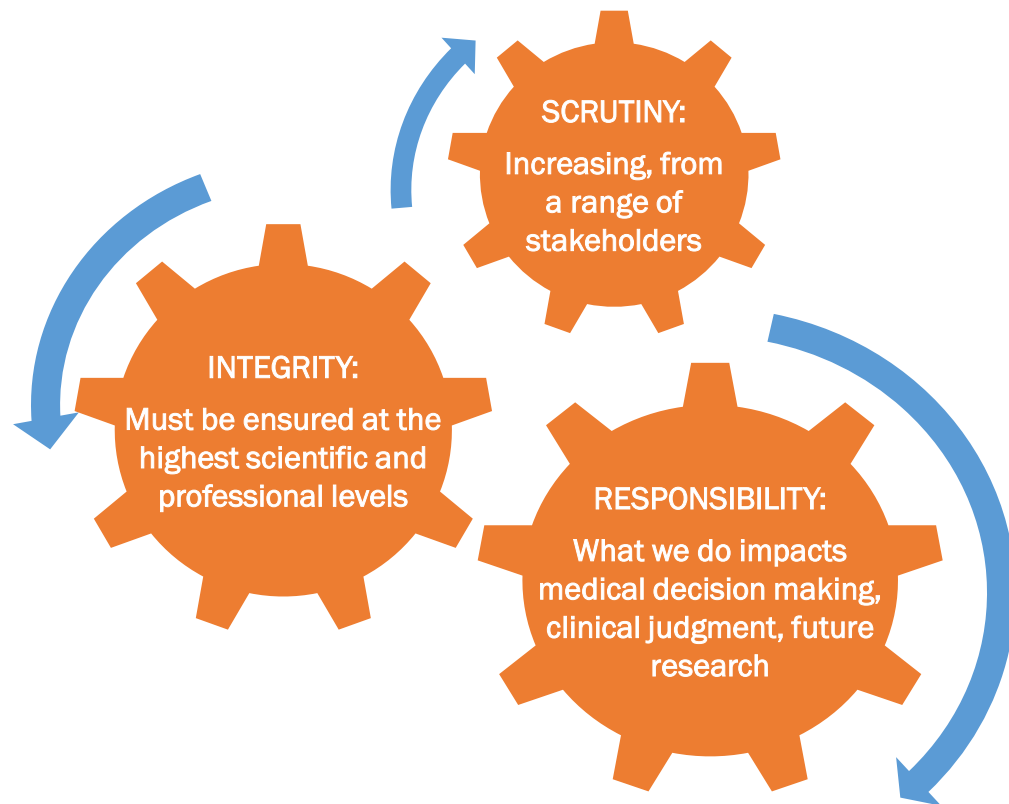 SCRUTINY:
Increasing, from
a range of
stakeholders
INTEGRITY:
Must be ensured at the
highest scientific and
professional levels
RESPONSIBILITY:
What we do impacts
medical decision making,
clinical judgment, future
research